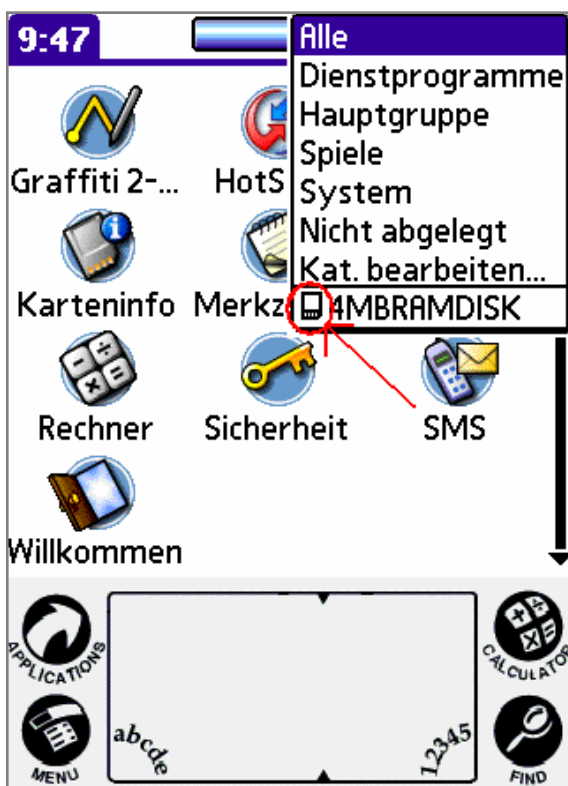 9:47
Alle
Dienstprogramme
Hauptgruppe
Spiele
System
Nicht abgelegt
Kat. bearbeiten...
4MBRAMDISK
Graffiti 2-...
HotS
Karteninfo
Merkz
Rechner
Sicherheit
SMS
Willkommen
APPLICATIONS
CALCULATOR
MENU
abcde
12345
FIND